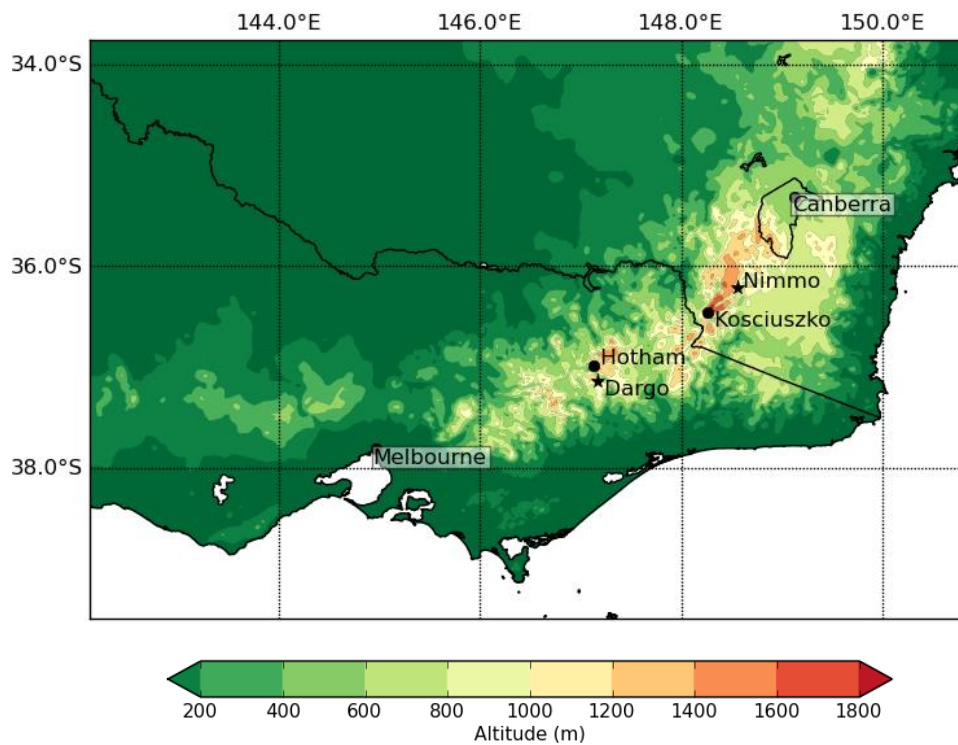 144.0°E 146.0°E 148.0°E 150.0°E
34.0°S
Canberra
36.0°S
Nimmo
Kosciuszko
Hotham
Dargo
Melbourne
38.0°S
200 400 600 800 1000 1200 1400 1600 1800
Altitude (m)